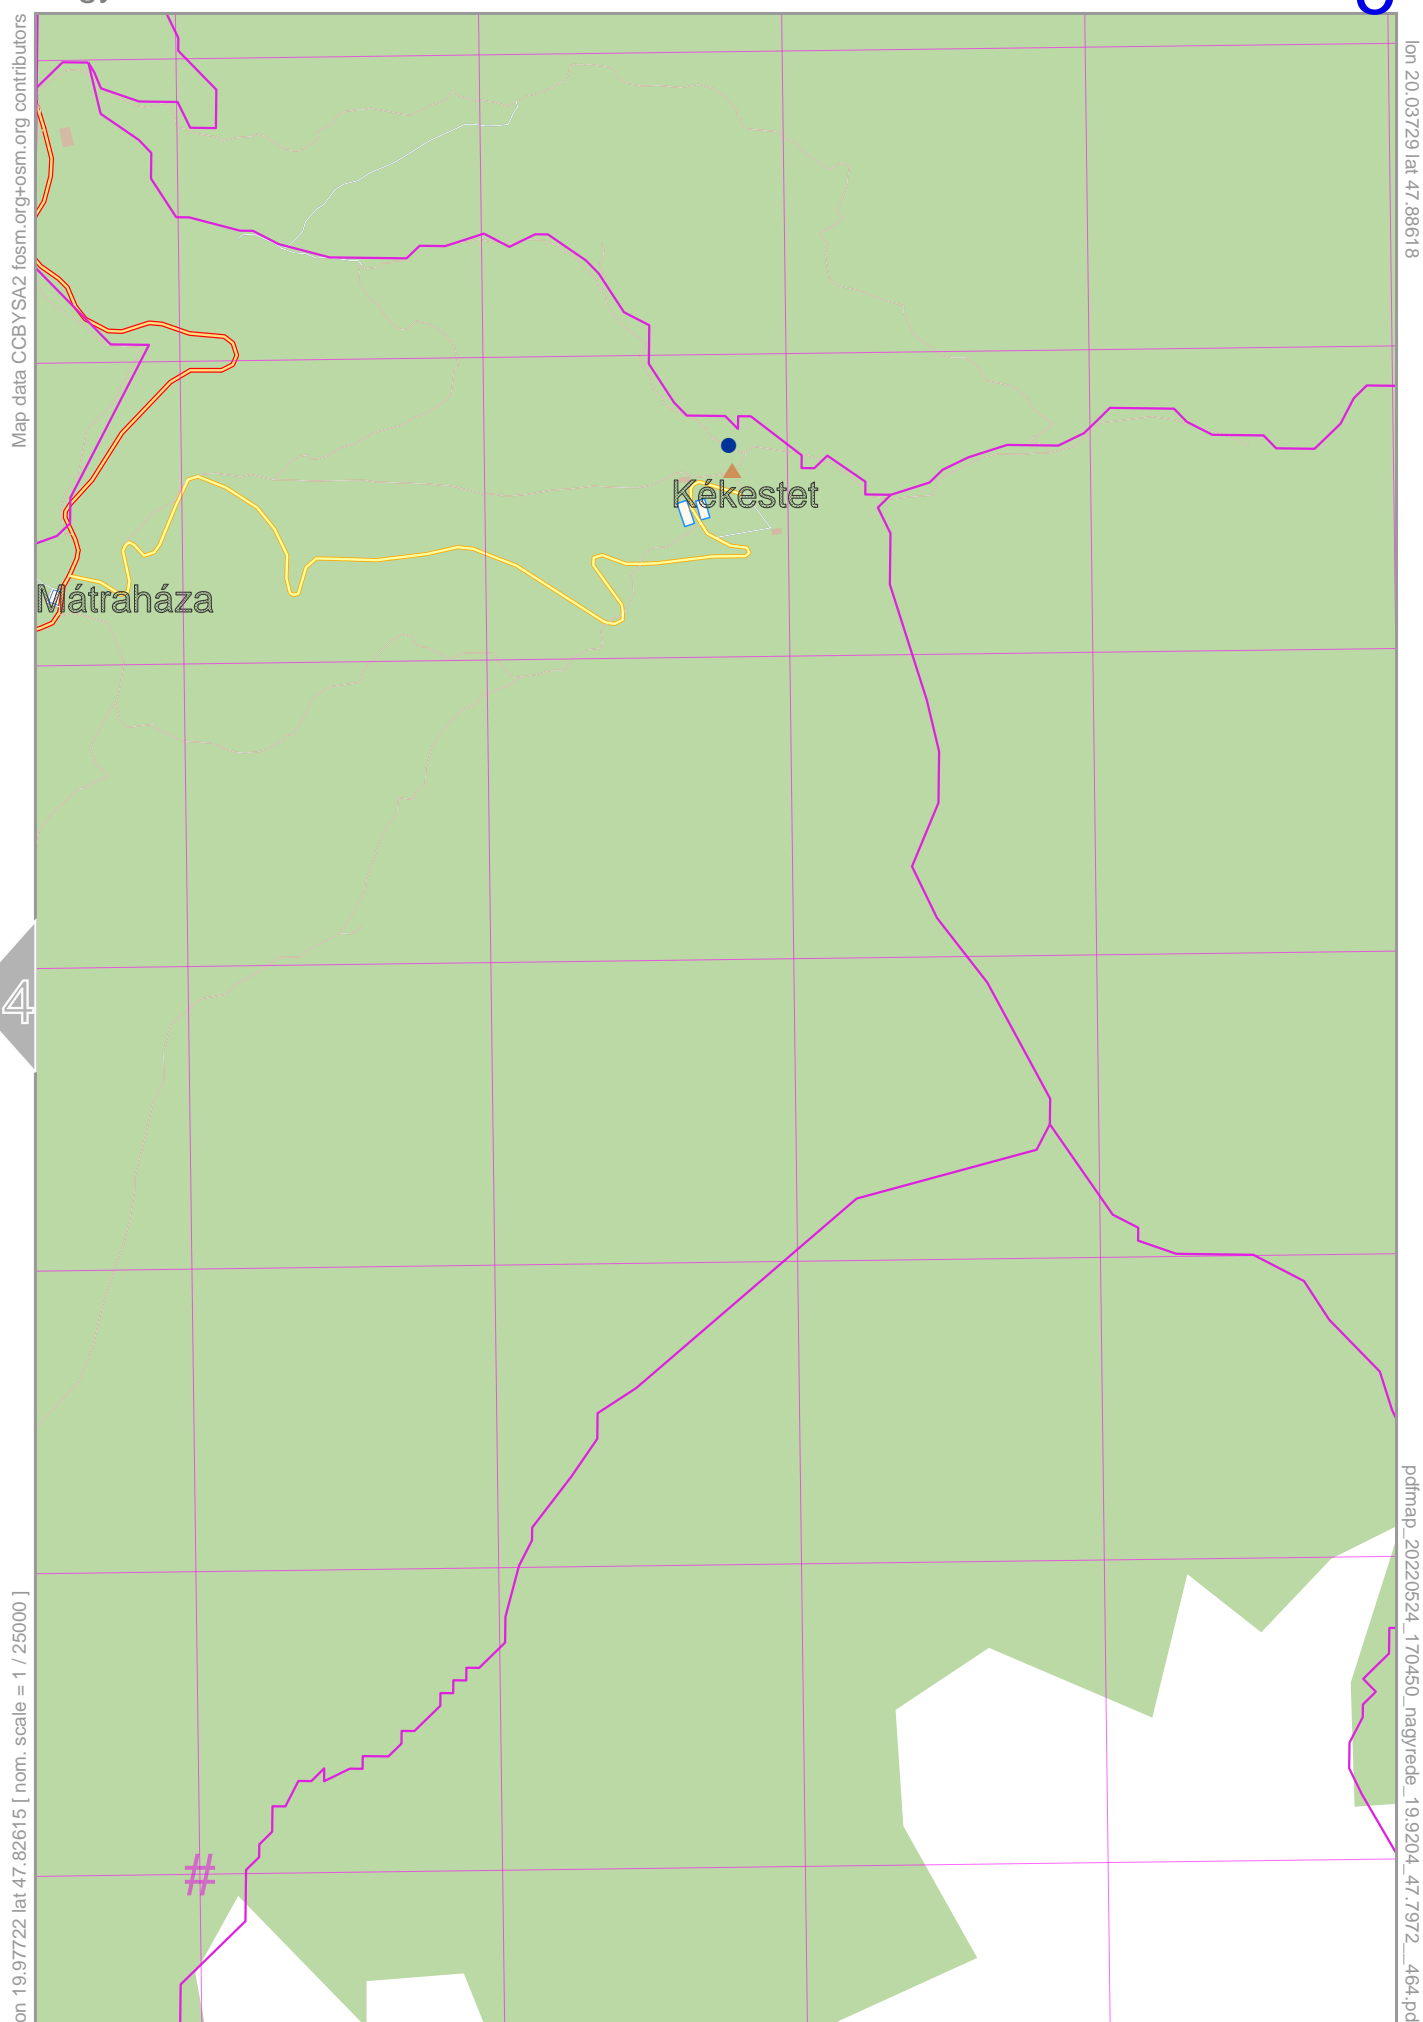 Map data CCBYSA2 fosm.org+osm.org contributors
lon 20.03729 lat 47.88618
Kékestet
Mátraháza
4
#
on 19.97722 lat 47.82615 [ nom. scale = 1 / 25000 ]
pdfmap_20220524_170450_nagyrede_19.9204_47.7972__464.pd